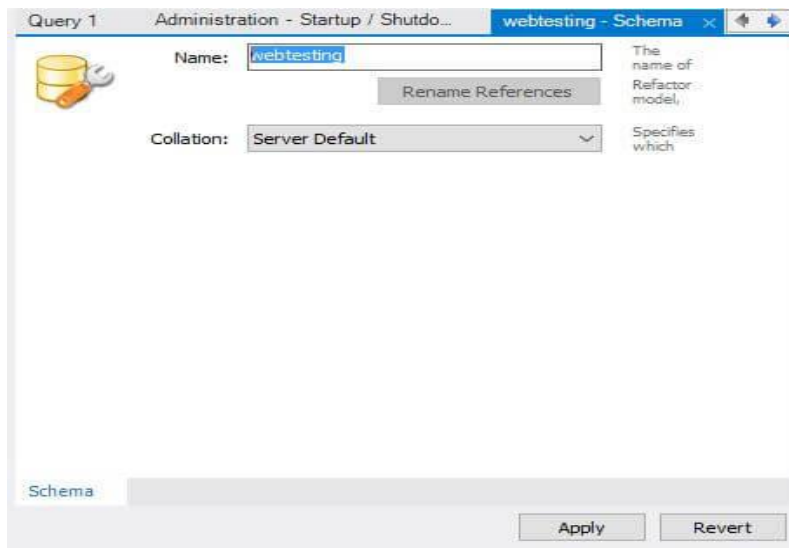 Query 1
Administration - Startup / Shutdo...
webtesting - Schema
Name:
webtesting
The
name of
Rename References
Refactor
model,
Collation:
Server Default
Specifies
which
Schema
Apply
Revert